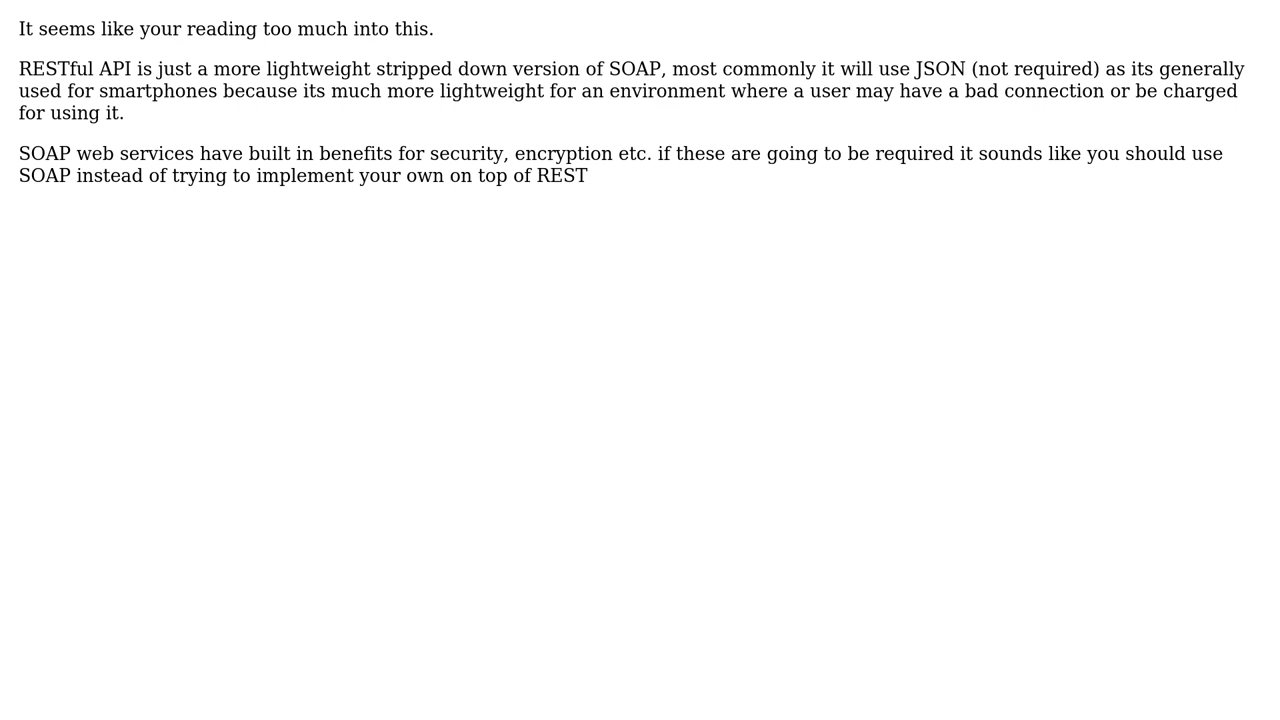 It seems like your reading too much into this.
RESTful API is just a more lightweight stripped down version of SOAP, most commonly it will use JSON (not required) as its generally
used for smartphones because its much more lightweight for an environment where a user may have a bad connection or be charged
for using it.
SOAP web services have built in benefits for security, encryption etc. if these are going to be required it sounds like you should use
SOAP instead of trying to implement your own on top of REST